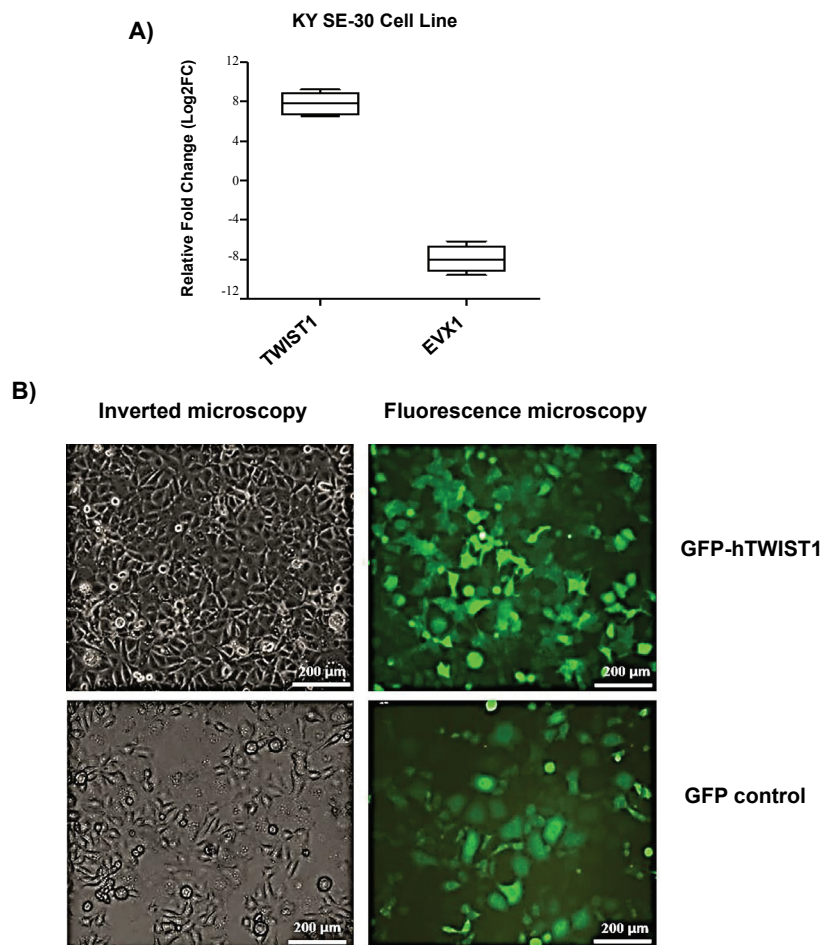 A)
KY SE-30 Cell Line
Relative Fold Change (Log2FC)
12
8
4
0
-4
-8
-12
TWIST1
EVX1
B)
Inverted microscopy
Fluorescence microscopy
200 µm
200 µm
GFP-hTWIST1
200 µm
200 µm
GFP control